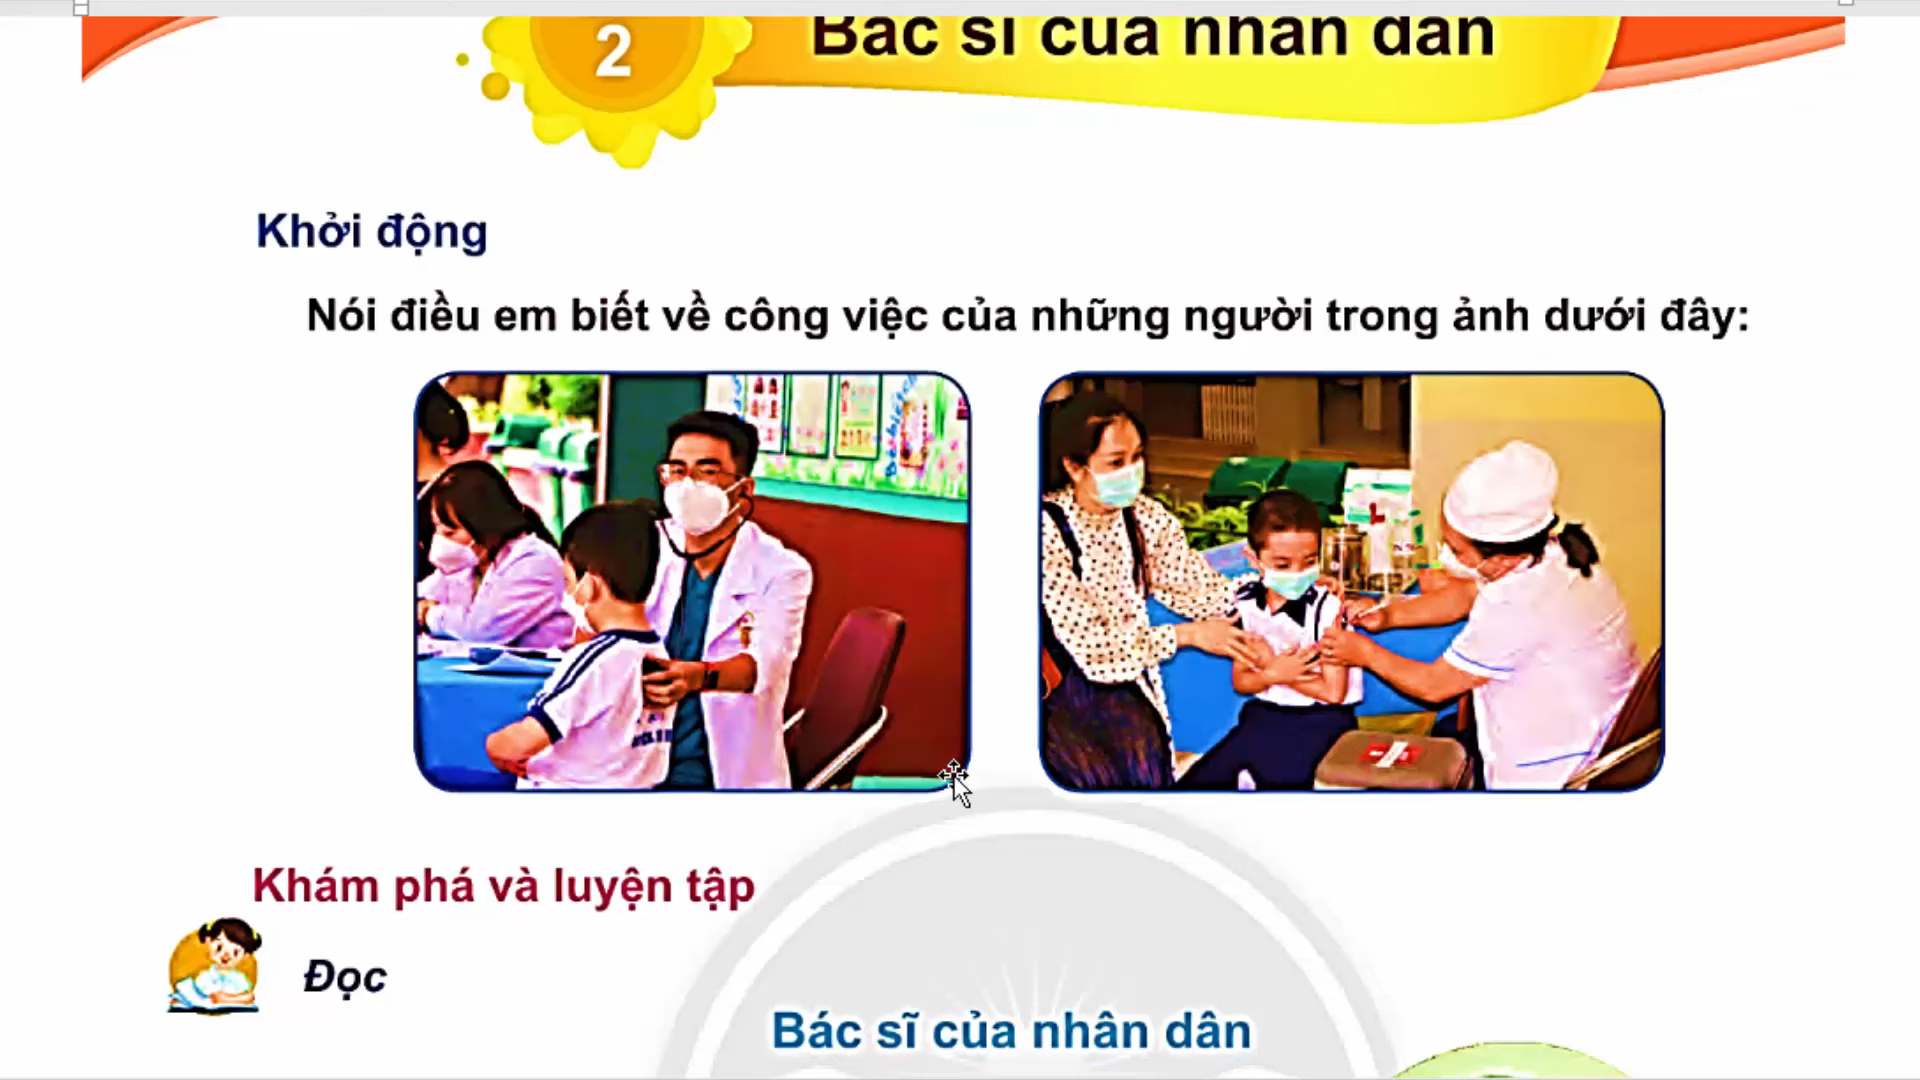 2
Bác sĩ của nhân dân
Khởi động
Nói điều em biết về công việc của những người trong ảnh dưới đây:
Khám phá và luyện tập
Đọc
Bác sĩ của nhân dân